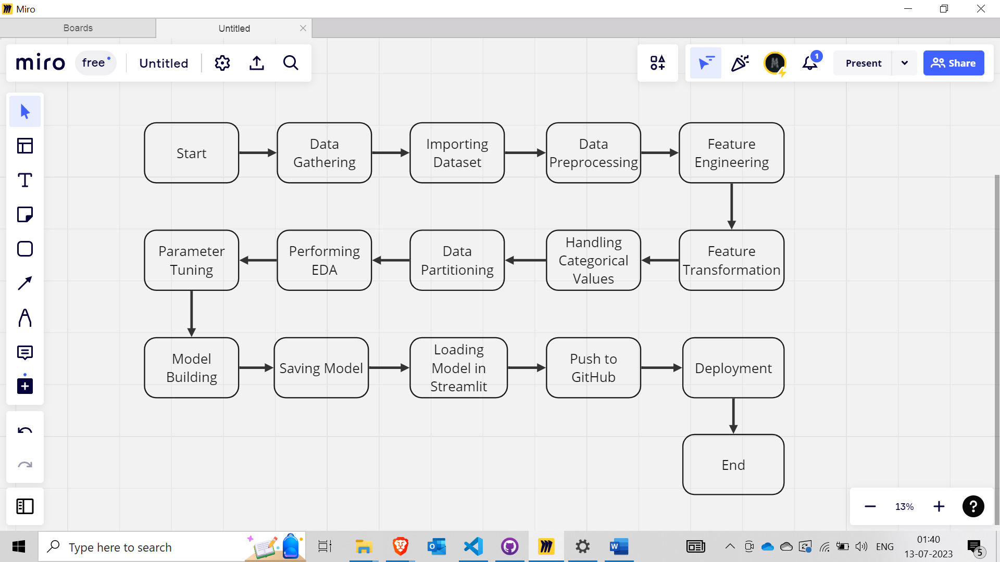 Miro
Boards
Untitled
miro
free
Untitled
1
Present
Share
Start
Data
Gathering
Importing
Dataset
Data
Preprocessing
Feature
Engineering
Parameter
Tuning
Performing
EDA
Data
Partitioning
Handling
Categorical
Values
Feature
Transformation
Model
Building
Saving Model
Loading
Model in
Streamlit
Push to
GitHub
Deployment
End
13%
?
Type here to search
ENG
01:40
13-07-2023
5